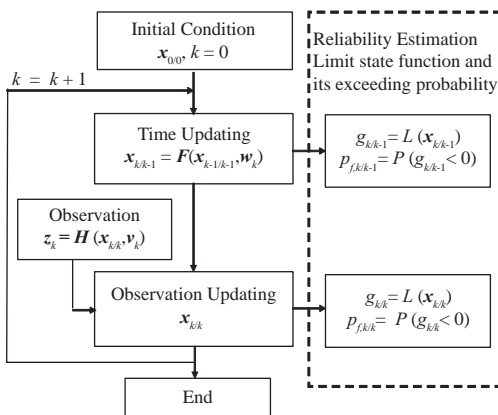 Initial Condition
x0/0, k = 0
k = k + 1
Time Updating
xk/k-1 = F(xk-1/k-1,wk)
Observation
zk = H (xk/k,vk)
Observation Updating
xk/k
End
Reliability Estimation
Limit state function and
its exceeding probability
gk/k-1 = L (xk/k-1)
pf,k/k-1 = P (gk/k-1 < 0)
gk/k = L (xk/k)
pf,k/k = P (gk/k < 0)